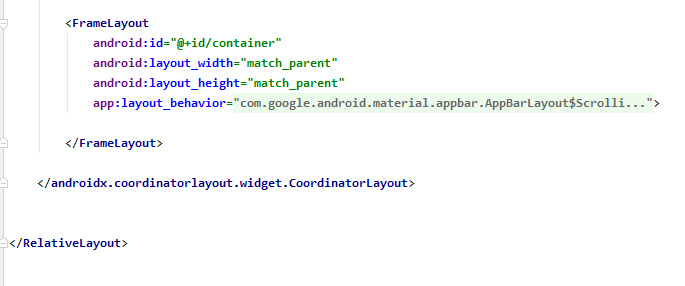 <FrameLayout
android:id="@+id/container"
android:layout_width="match_parent"
android:layout_height="match_parent"
app:layout_behavior="com.google.android.material.appbar.AppBarLayout$Scrolli...">
</FrameLayout>
</androidx.coordinatorlayout.widget.CoordinatorLayout>
</RelativeLayout>